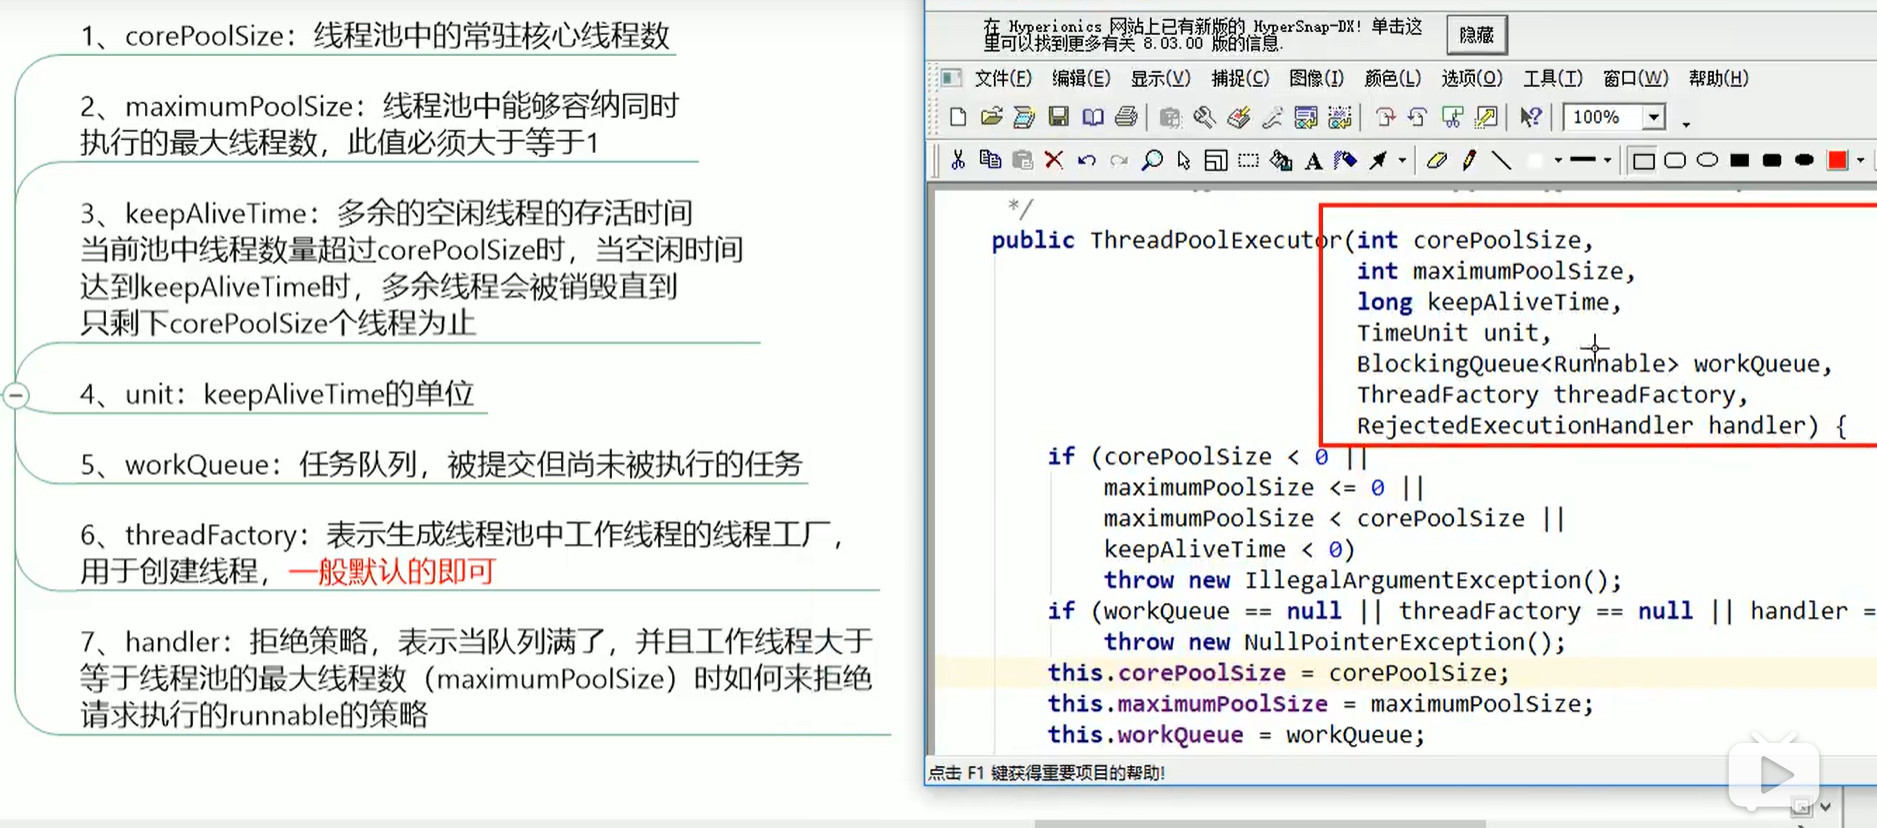 1、corePoolSize：线程池中的常驻核心线程数
2、maximumPoolSize：线程池中能够容纳同时
执行的最大线程数，此值必须大于等于1
3、keepAliveTime：多余的空闲线程的存活时间
当前池中线程数量超过corePoolSize时，当空闲时间
达到keepAliveTime时，多余线程会被销毁直到
只剩下corePoolSize个线程为止
4、unit：keepAliveTime的单位
5、workQueue：任务队列，被提交但尚未被执行的任务
6、threadFactory：表示生成线程池中工作线程的线程工厂，
用于创建线程，一般默认的即可
7、handler：拒绝策略，表示当队列满了，并且工作线程大于
等于线程池的最大线程数（maximumPoolSize）时如何来拒绝
请求执行的runnable的策略
在 Hyperionics 网站上已有新版的 HyperSnap-DX! 单击这
里可以找到更多有关 8.03.00 版的信息.
隐藏
文件(F) 编辑(E) 显示(V) 捕捉(C) 图像(I) 颜色(L) 选项(O) 工具(T) 窗口(W) 帮助(H)
100%
*/
public ThreadPoolExecutor(int corePoolSize,
int maximumPoolSize,
long keepAliveTime,
TimeUnit unit,
BlockingQueue<Runnable> workQueue,
ThreadFactory threadFactory,
RejectedExecutionHandler handler) {
if (corePoolSize < 0 ||
maximumPoolSize <= 0 ||
maximumPoolSize < corePoolSize ||
keepAliveTime < 0)
throw new IllegalArgumentException();
if (workQueue == null || threadFactory == null || handler =
throw new NullPointerException();
this.corePoolSize = corePoolSize;
this.maximumPoolSize = maximumPoolSize;
this.workQueue = workQueue;
点击 F1 键获得重要项目的帮助!